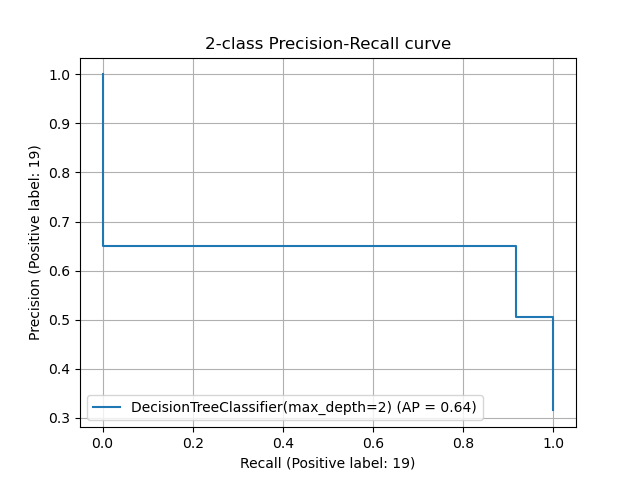 2-class Precision-Recall curve
1.0
0.9
0.8
0.7
0.6
0.5
0.4
0.3
Precision (Positive label: 19)
DecisionTreeClassifier(max_depth=2) (AP = 0.64)
0.0 0.2 0.4 0.6 0.8 1.0
Recall (Positive label: 19)